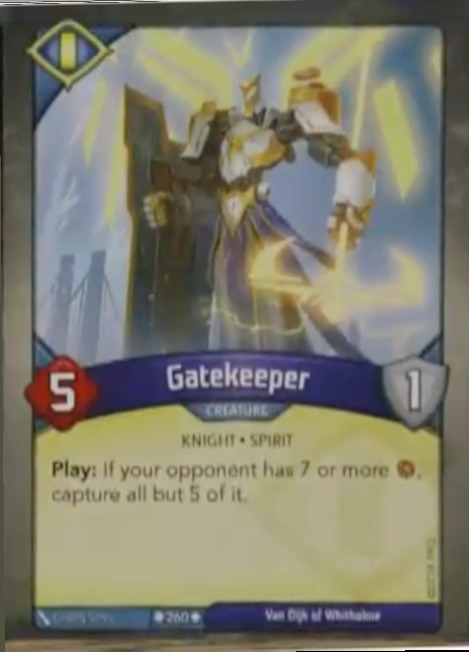 Gatekeeper
5
1
CREATURE
KNIGHT • SPIRIT
Play: If your opponent has 7 or more
capture all but 5 of it.
260
Van Dijk of Whitholme